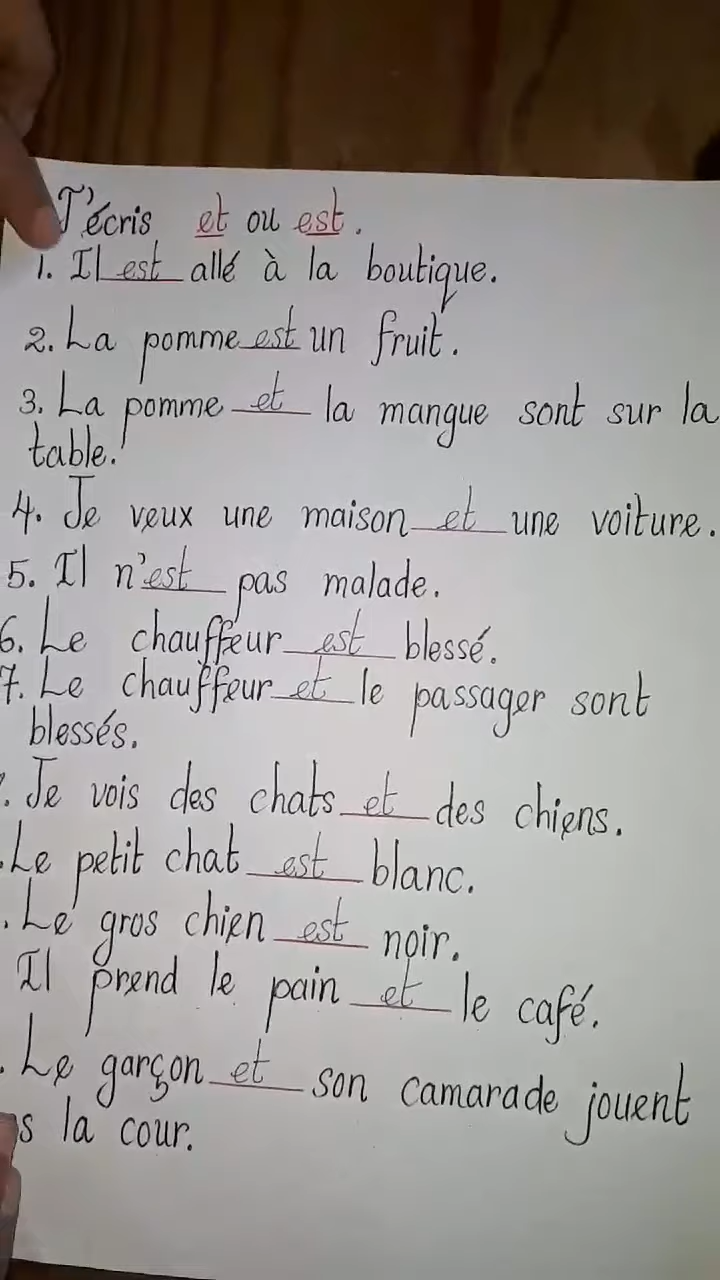 J'écris et ou est.
1. Il est allé à la boutique.
2. La pomme est un fruit.
3. La pomme et la mangue sont sur la
table.
4. Je veux une maison et une voiture.
5. Il n'est pas malade.
6. Le chauffeur est blessé.
7. Le chauffeur et le passager sont
blessés.
. Je vois des chats et des chiens.
. Le petit chat est blanc.
. Le gros chien est noir.
Il prend le pain et le café.
. Le garçon et son camarade jouent
s la cour.